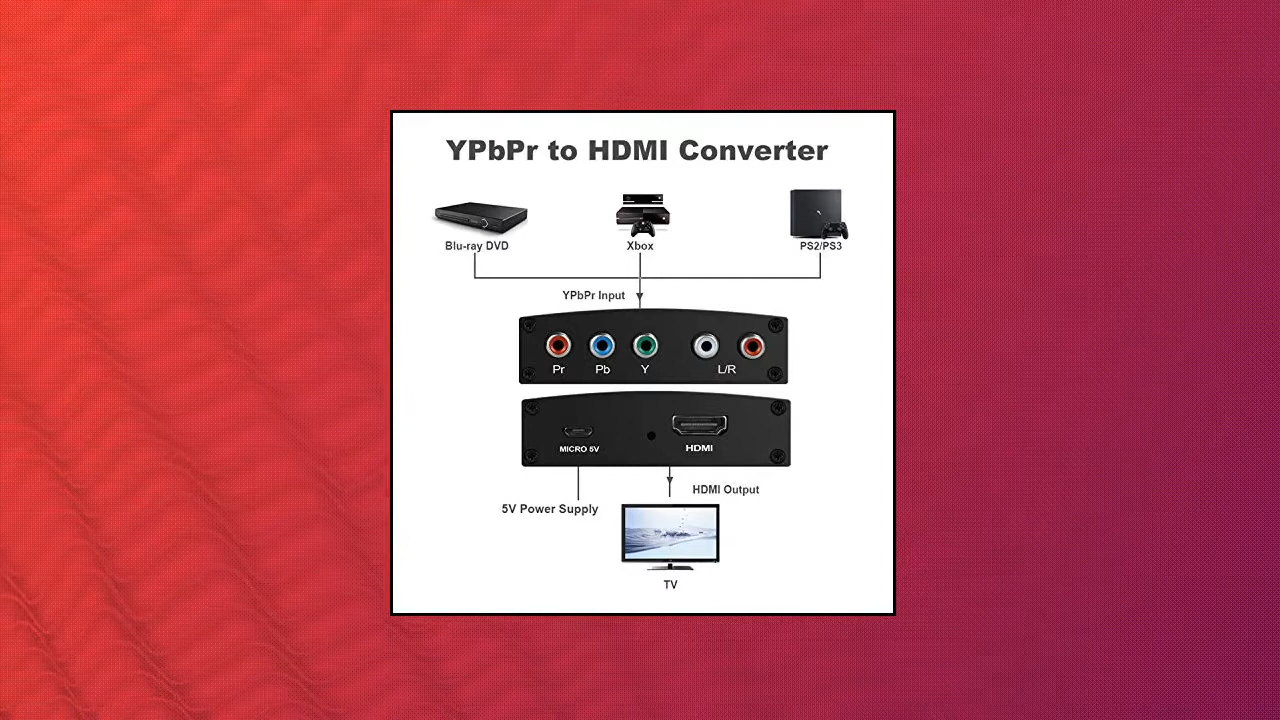 YPbPr to HDMI Converter
Blu-ray DVD
Xbox
PS2/PS3
YPbPr Input
Pr
Pb
Y
L/R
MICRO 5V
HDMI
HDMI Output
5V Power Supply
TV